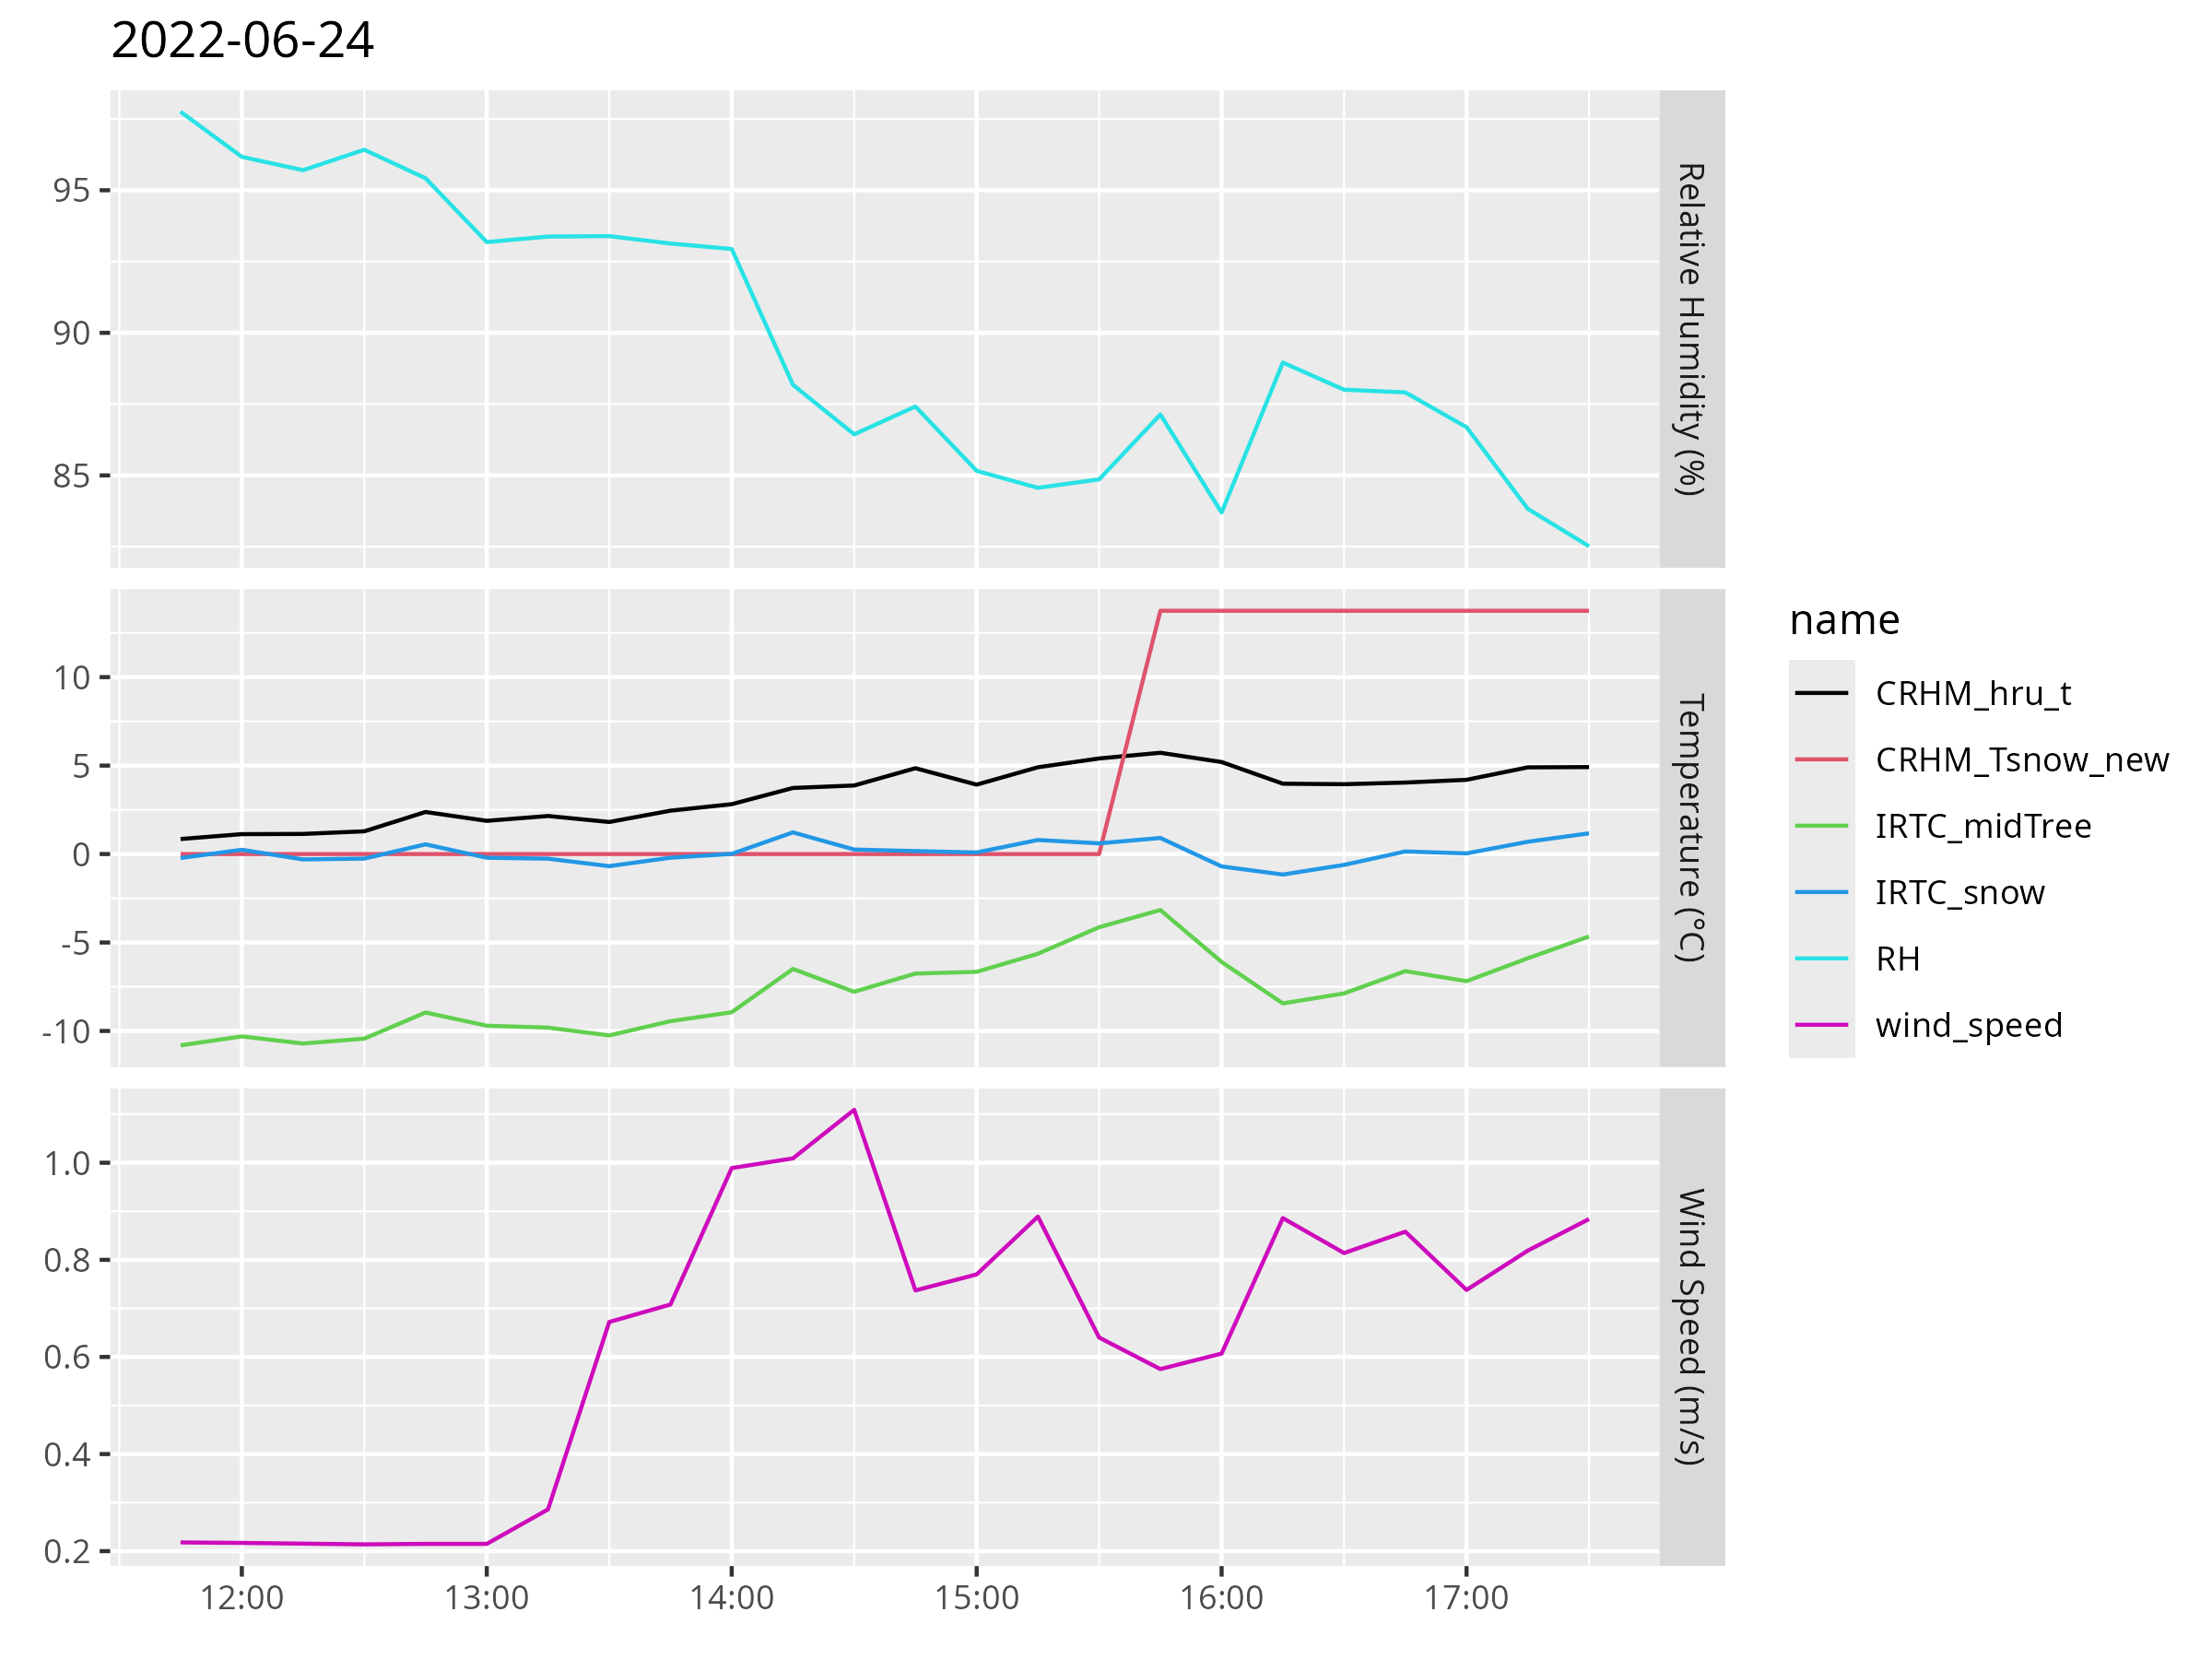 2022-06-24
95
90
85
Relative Humidity (%)
10
5
0
-5
-10
Temperature (°C)
1.0
0.8
0.6
0.4
0.2
Wind Speed (m/s)
12:00 13:00 14:00 15:00 16:00 17:00
name
CRHM_hru_t
CRHM_Tsnow_new
IRTC_midTree
IRTC_snow
RH
wind_speed